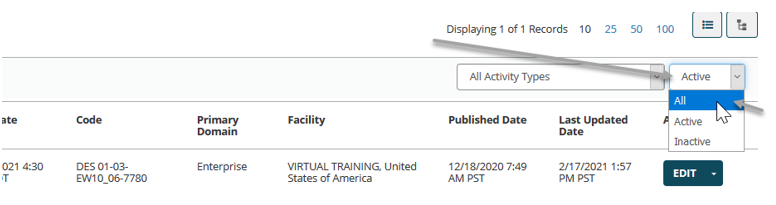 Displaying 1 of 1 Records 10 25 50 100
All Activity Types
Active
All
Active
Inactive
ate Code Primary Domain Facility Published Date Last Updated Date A
021 4:30 DES 01-03- Enterprise VIRTUAL TRAINING, United 12/18/2020 7:49 2/17/2021 1:57 EDIT
EW10_06-7780 States of America AM PST PM PST